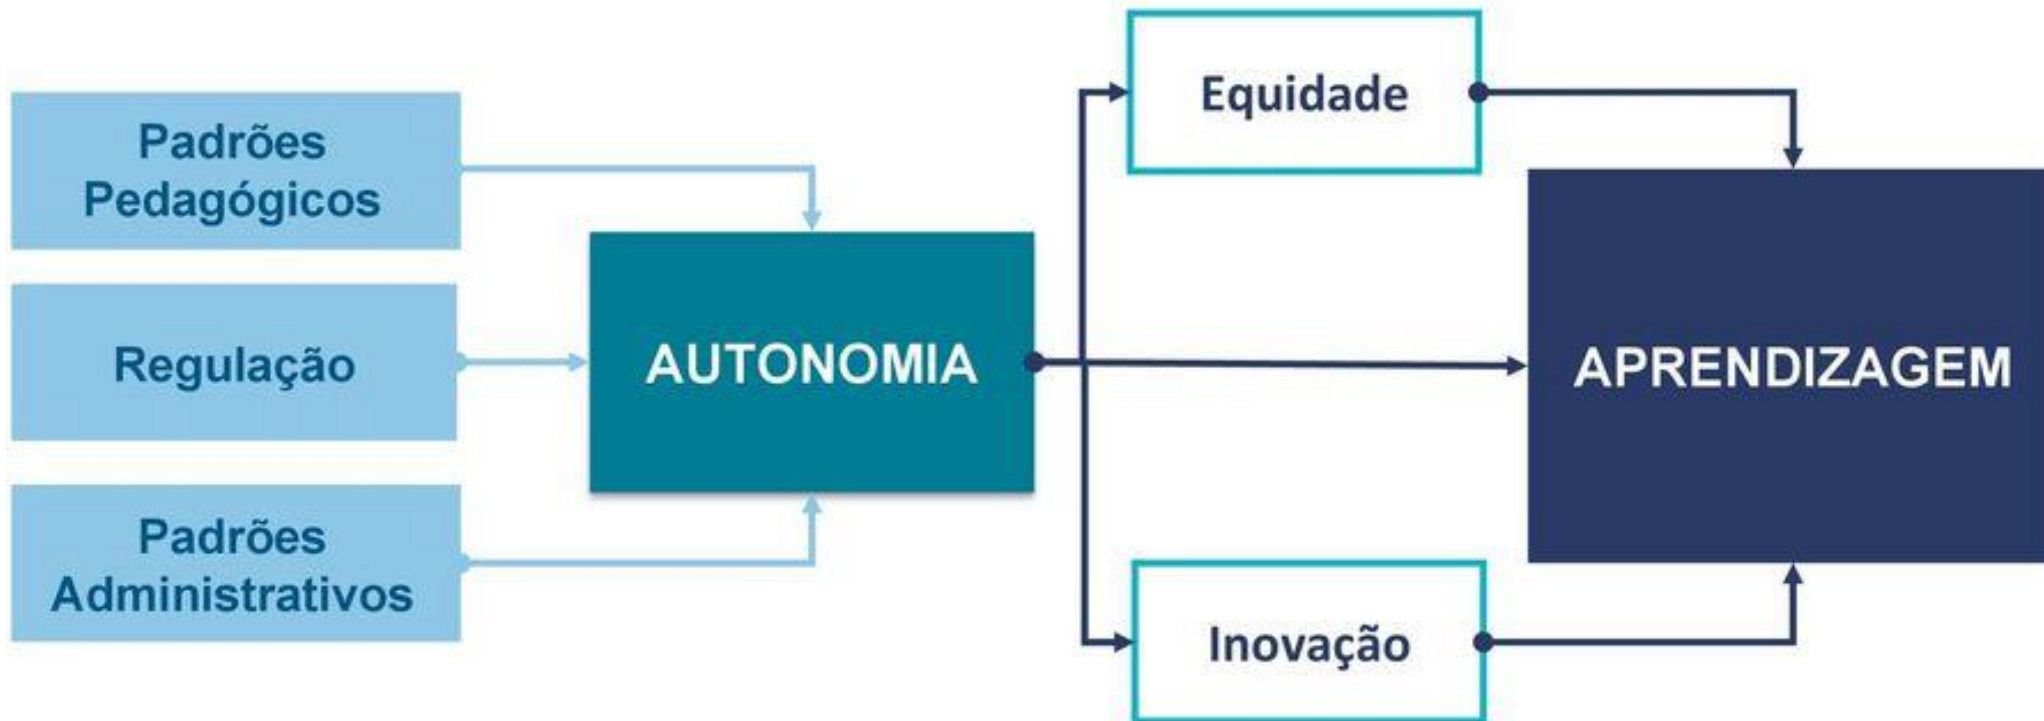 Padrões
Pedagógicos
Regulação
Padrões
Administrativos
AUTONOMIA
Equidade
Inovação
APRENDIZAGEM